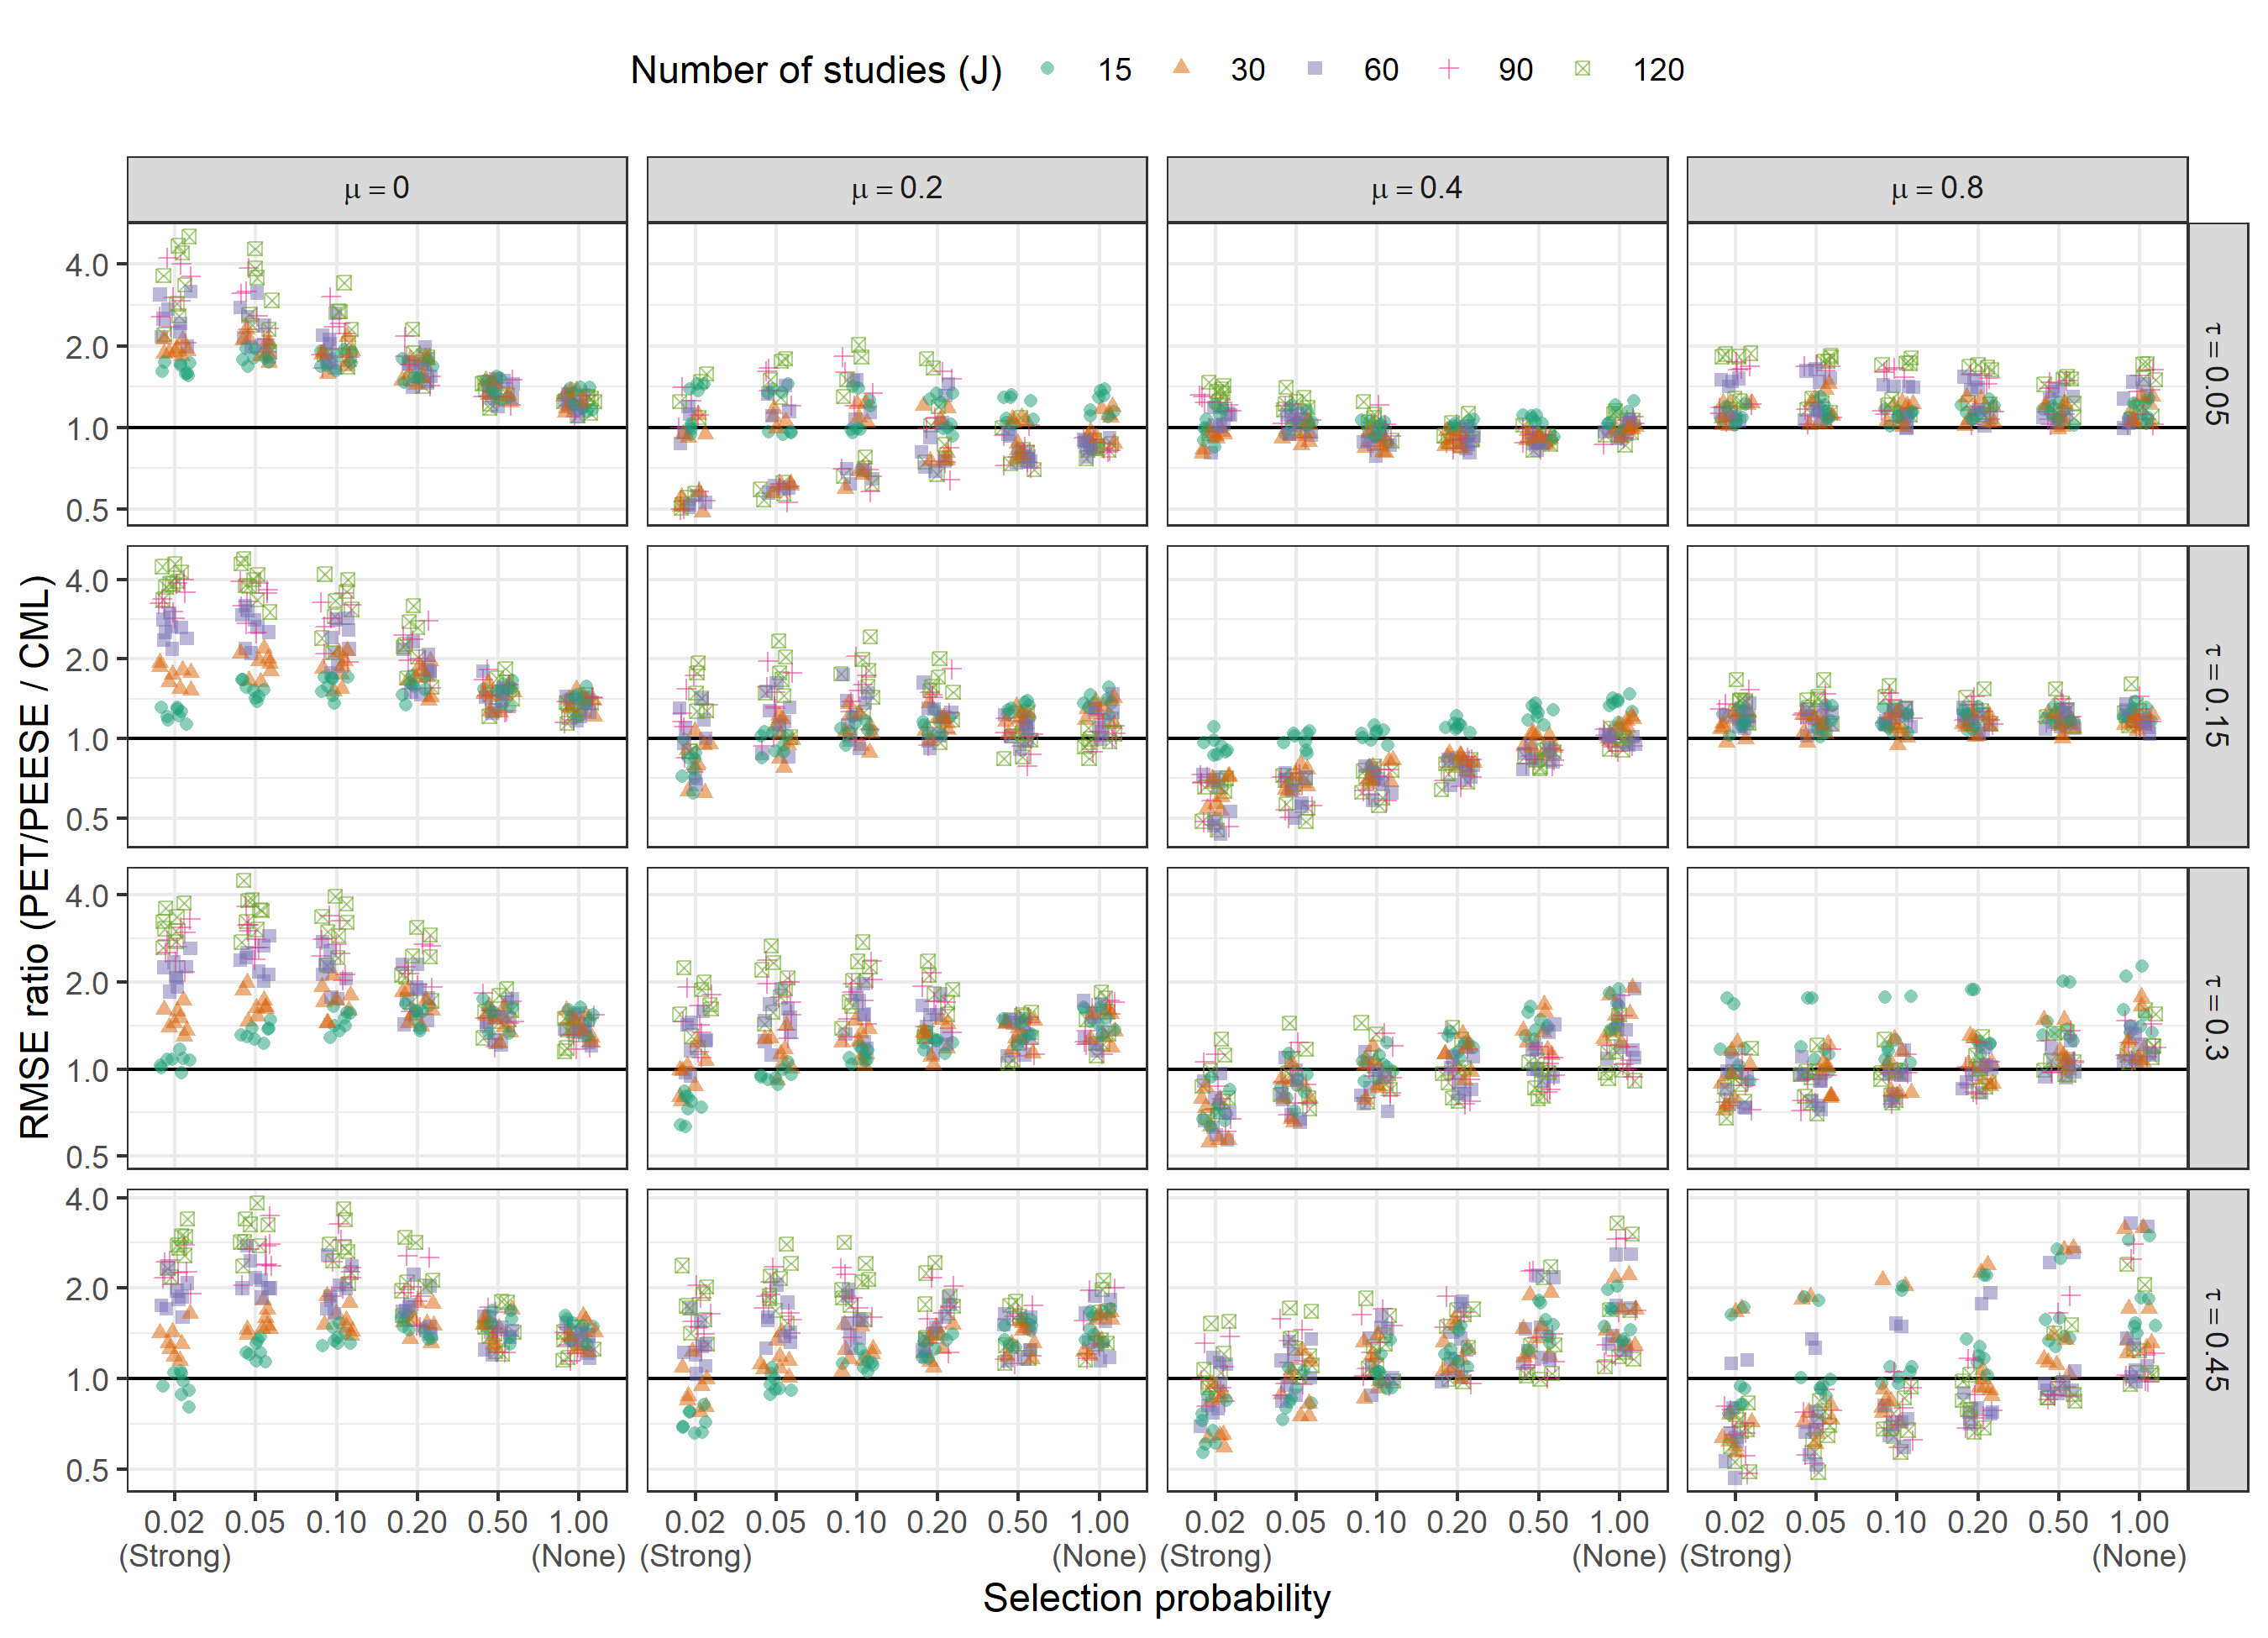 Number of studies (J) 15 30 60 90 120
μ = 0 μ = 0.2 μ = 0.4 μ = 0.8
RMSE ratio (PET/PEESE / CML)
4.0
2.0
1.0
0.5
τ = 0.05
4.0
2.0
1.0
0.5
τ = 0.15
4.0
2.0
1.0
0.5
τ = 0.3
4.0
2.0
1.0
0.5
τ = 0.45
0.02 0.05 0.10 0.20 0.50 1.00 0.02 0.05 0.10 0.20 0.50 1.00 0.02 0.05 0.10 0.20 0.50 1.00 0.02 0.05 0.10 0.20 0.50 1.00
(Strong) (None) (Strong) (None) (Strong) (None) (Strong) (None)
Selection probability